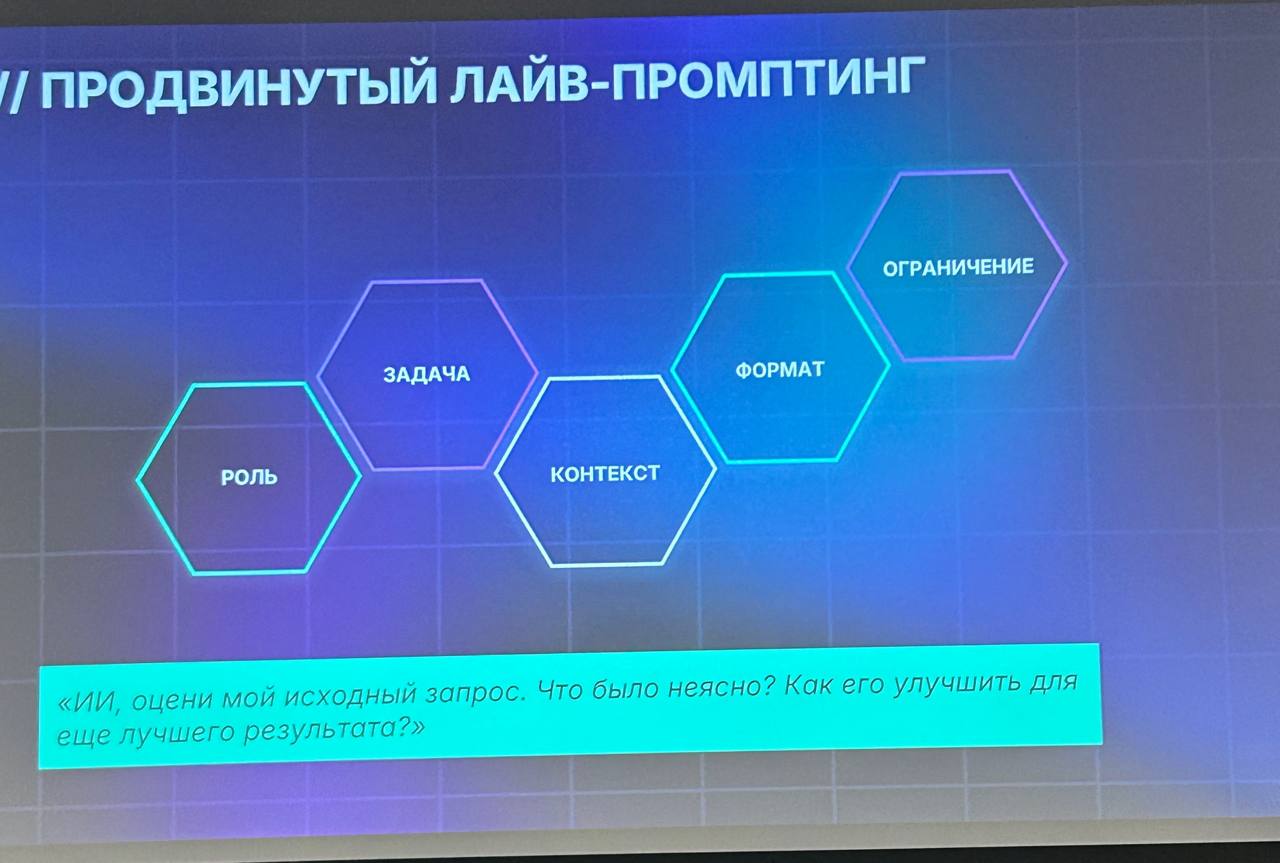 // ПРОДВИНУТЫЙ ЛАЙВ-ПРОМПТИНГ
ОГРАНИЧЕНИЕ
ЗАДАЧА
ФОРМАТ
РОЛЬ
КОНТЕКСТ
«ИИ, оцени мой исходный запрос. Что было неясно? Как его улучшить для
еще лучшего результата?»